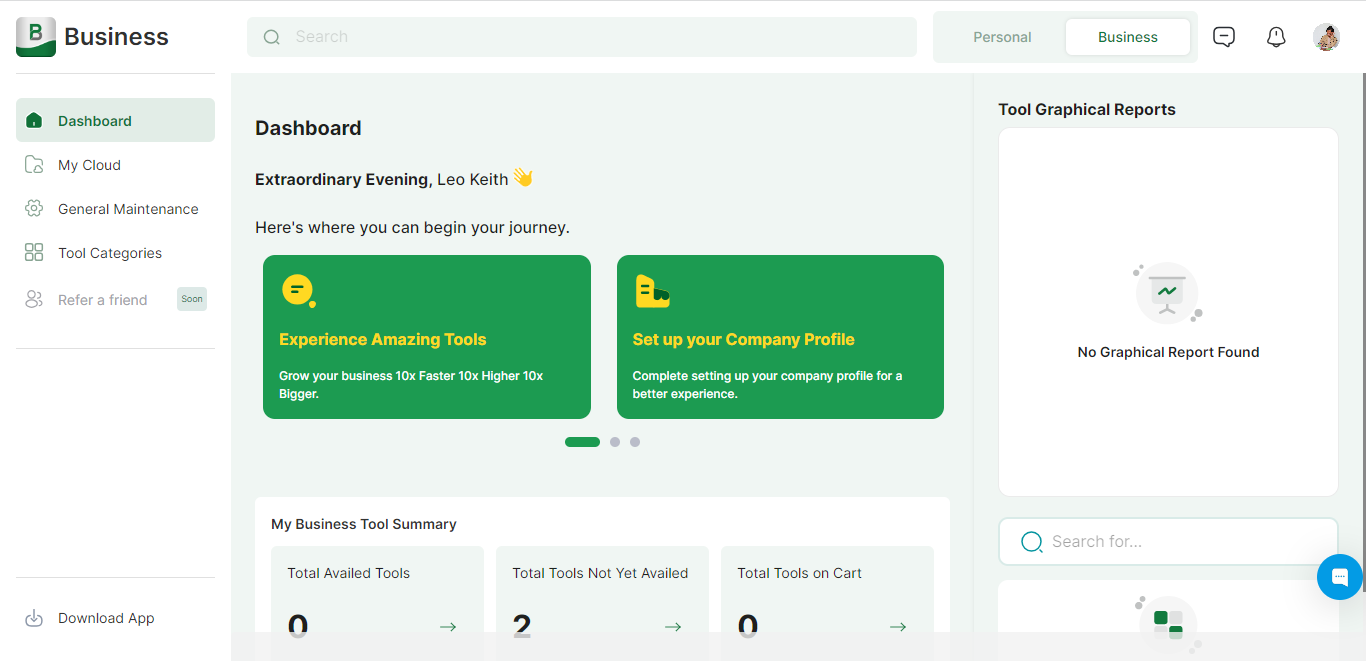 B
Business
Search
Personal
Business
Dashboard
My Cloud
General Maintenance
Tool Categories
Refer a friend
Soon
Download App
Dashboard
Extraordinary Evening, Leo Keith 👋
Here's where you can begin your journey.
Experience Amazing Tools
Grow your business 10x Faster 10x Higher 10x
Bigger.
Set up your Company Profile
Complete setting up your company profile for a
better experience.
My Business Tool Summary
Total Availed Tools
0
Total Tools Not Yet Availed
2
Total Tools on Cart
0
Tool Graphical Reports
No Graphical Report Found
Search for...